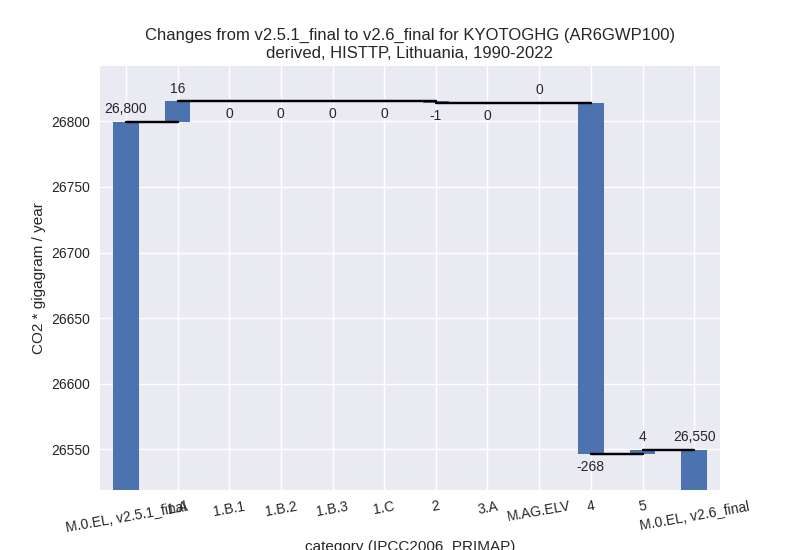 Changes from v2.5.1_final to v2.6_final for KYOTOGHG (AR6GWP100)
derived, HISTTP, Lithuania, 1990-2022
CO2 * gigagram / year
26800
26750
26700
26650
26600
26550
26,800
16
0
0
0
0
-1
0
0
-268
4
26,550
M.0.EL, v2.5.1_final
1.A
1.B.1
1.B.2
1.B.3
1.C
2
3.A
M.AG.ELV
4
5
M.0.EL, v2.6_final
category (IPCC2006_PRIMAP)